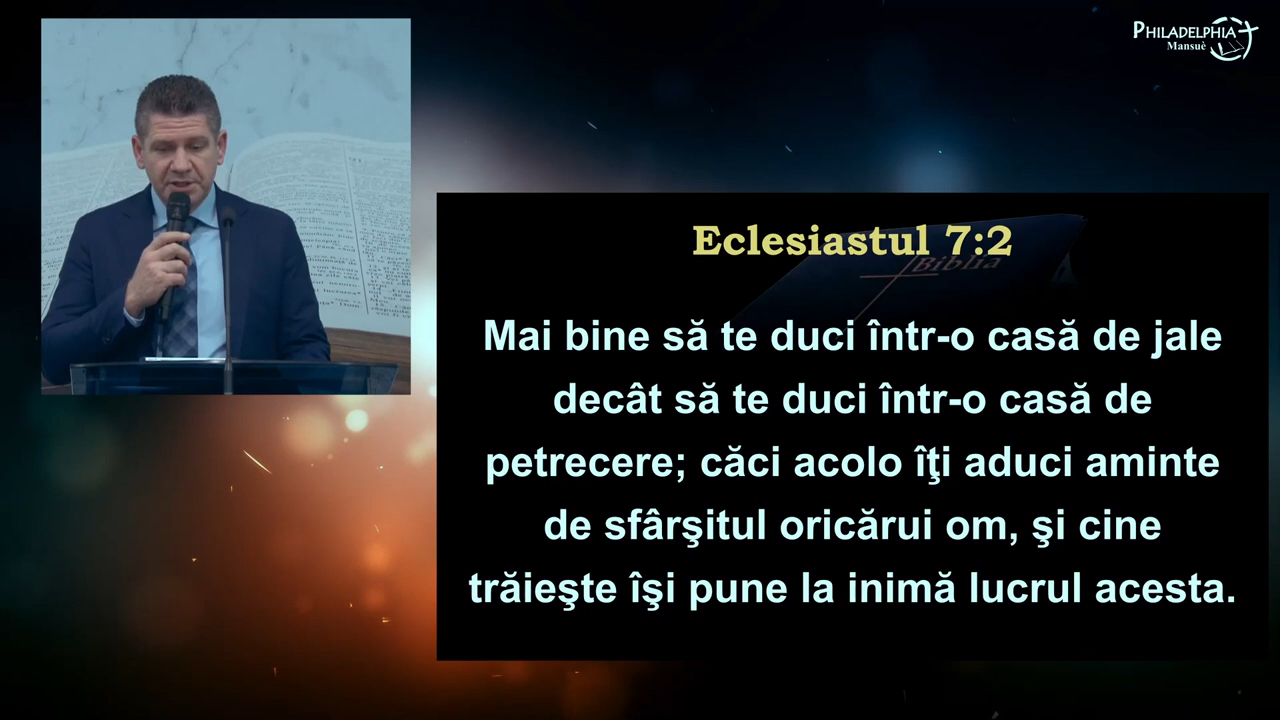 PHILADELPHIA
Mansuè
Eclesiastul 7:2
Biblia
Mai bine să te duci într-o casă de jale
decât să te duci într-o casă de
petrecere; căci acolo îţi aduci aminte
de sfârşitul oricărui om, şi cine
trăieşte îşi pune la inimă lucrul acesta.